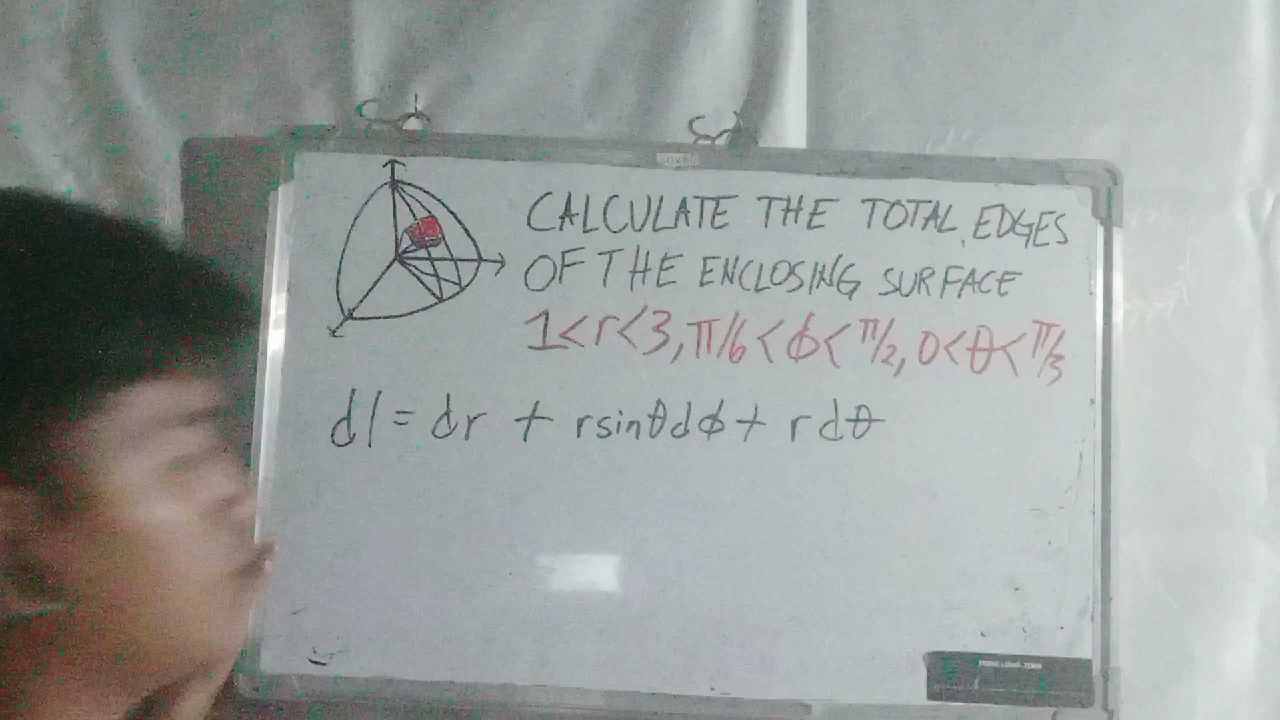 CALCULATE THE TOTAL EDGES
OF THE ENCLOSING SURFACE
1<r<3, π/6<ϕ<π/2, 0<θ<π/3
dl = dr + rsinθdϕ + rdθ